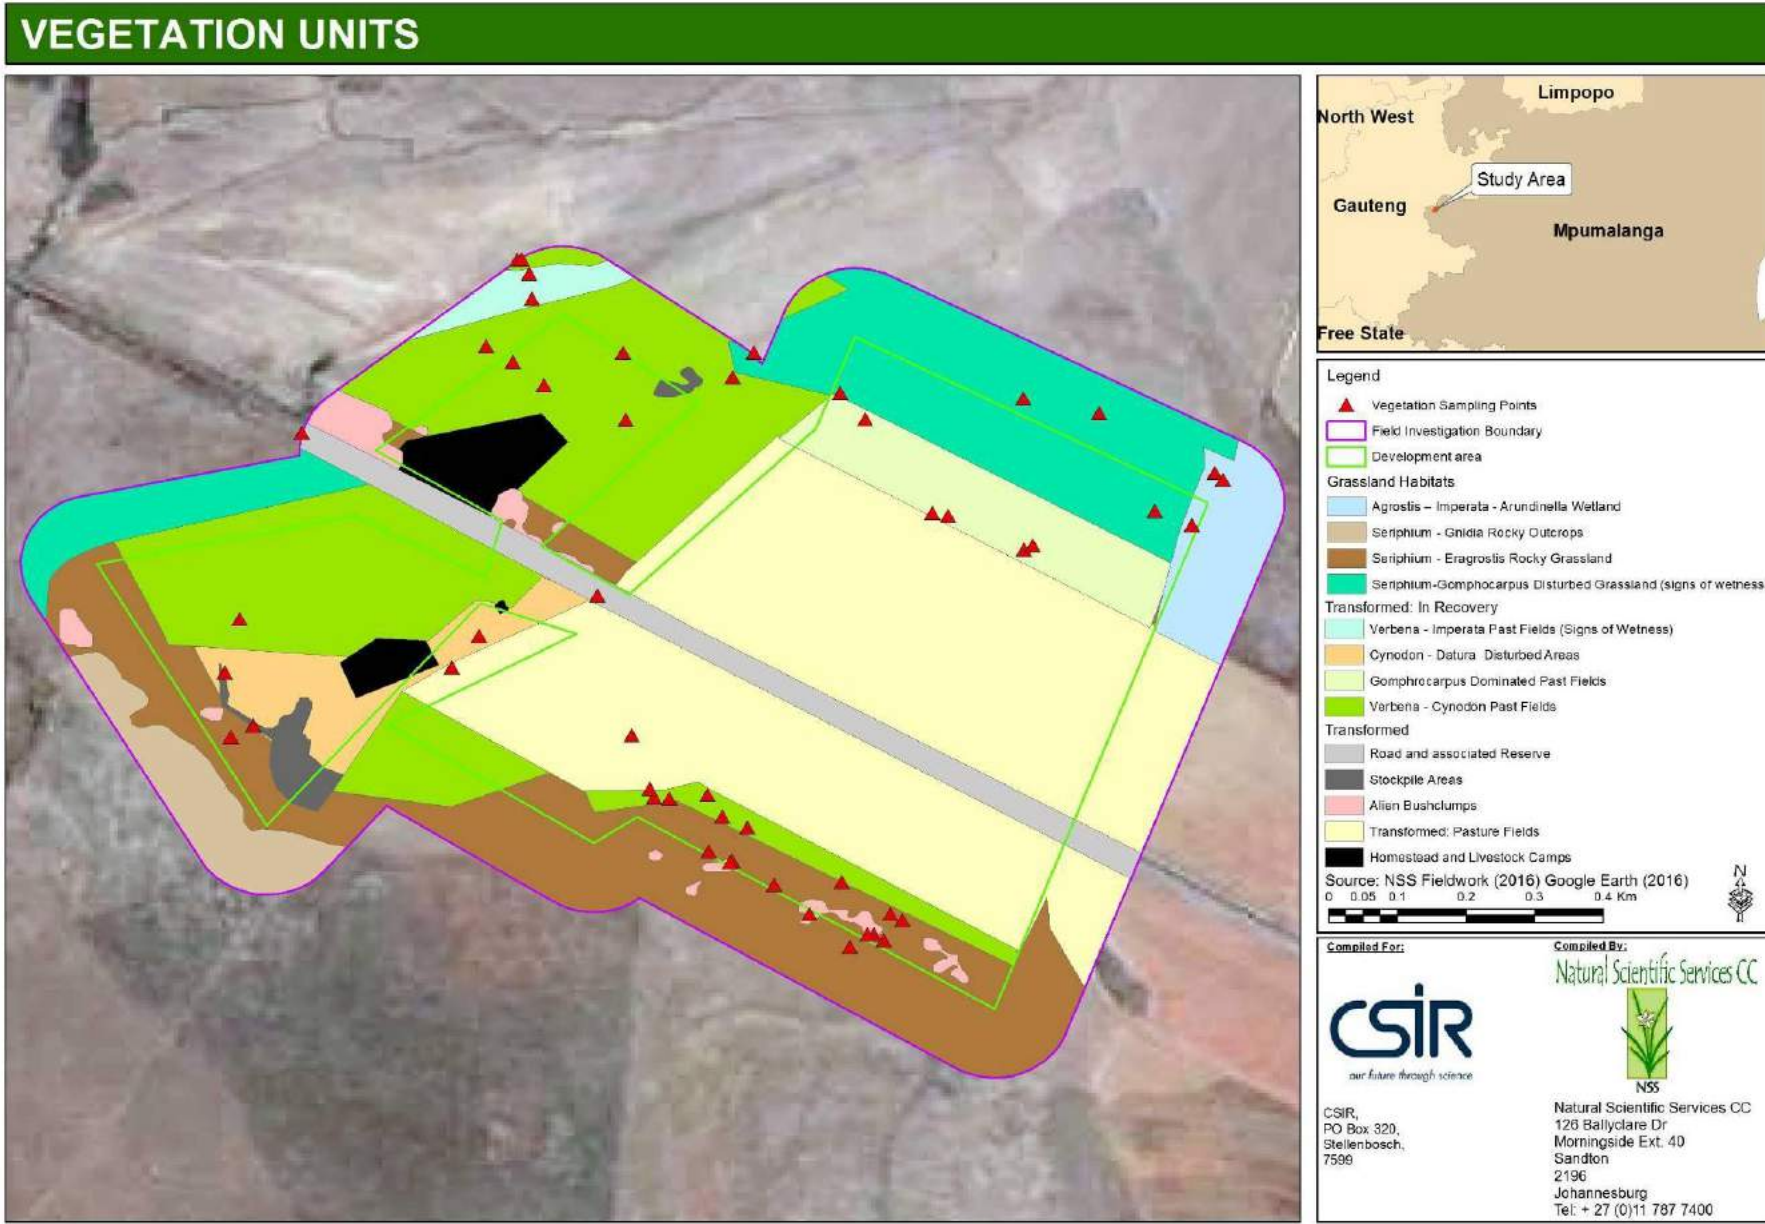 VEGETATION UNITS
Limpopo
North West
Study Area
Gauteng
Mpumalanga
Free State
Legend
Vegetation Sampling Points
Field Investigation Boundary
Development area
Grassland Habitats
Agrostis – Imperata - Arundinella Wetland
Seriphium - Gnidia Rocky Outcrops
Seriphium - Eragrostis Rocky Grassland
Seriphium-Gomphocarpus Disturbed Grassland (signs of wetness
Transformed: In Recovery
Verbena - Imperata Past Fields (Signs of Wetness)
Cynodon - Datura Disturbed Areas
Gomphrocarpus Dominated Past Fields
Verbena - Cynodon Past Fields
Transformed
Road and associated Reserve
Stockpile Areas
Alien Bushclumps
Transformed: Pasture Fields
Homestead and Livestock Camps
Source: NSS Fieldwork (2016) Google Earth (2016)
0 0.05 0.1 0.2 0.3 0.4 Km
N
Compiled For:
CSIR
our future through science
CSIR,
PO Box 320,
Stellenbosch,
7599
Compiled By:
Natural Scientific Services CC
NSS
Natural Scientific Services CC
126 Ballyclare Dr
Morningside Ext. 40
Sandton
2196
Johannesburg
Tel: + 27 (0)11 787 7400